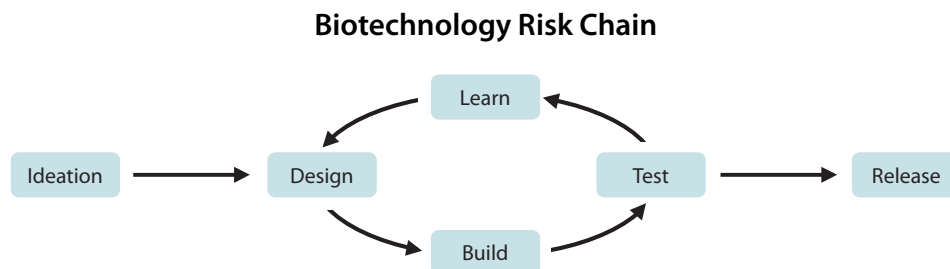 Biotechnology Risk Chain
Learn
Ideation
Design
Test
Release
Build